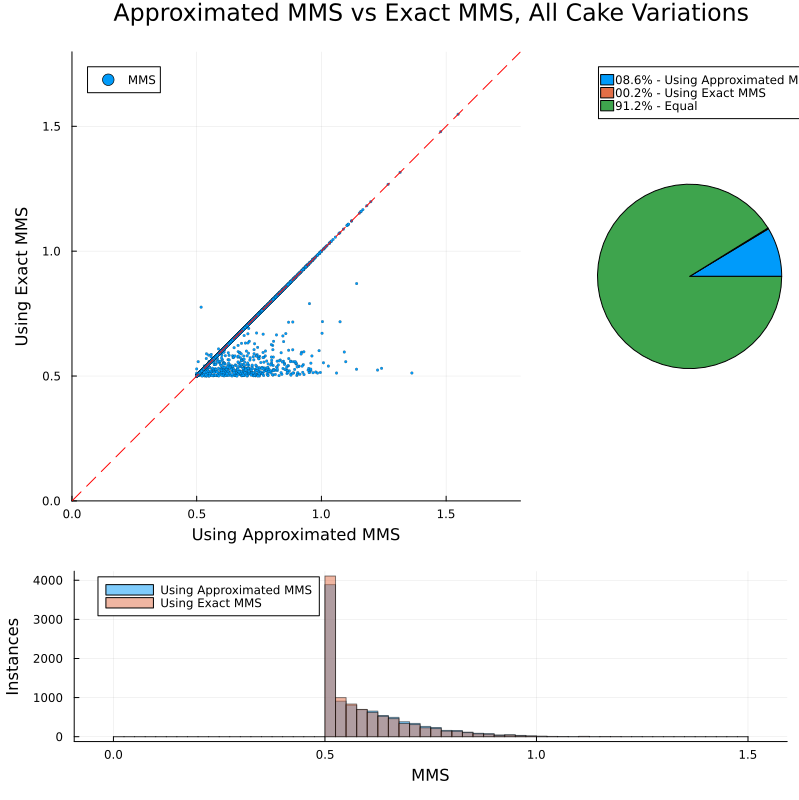 Approximated MMS vs Exact MMS, All Cake Variations
MMS
1.5
1.0
0.5
0.0
0.0 0.5 1.0 1.5
Using Exact MMS
Using Approximated MMS
08.6% - Using Approximated M
00.2% - Using Exact MMS
91.2% - Equal
Using Approximated MMS
Using Exact MMS
4000
3000
2000
1000
0
0.0 0.5 1.0 1.5
Instances
MMS